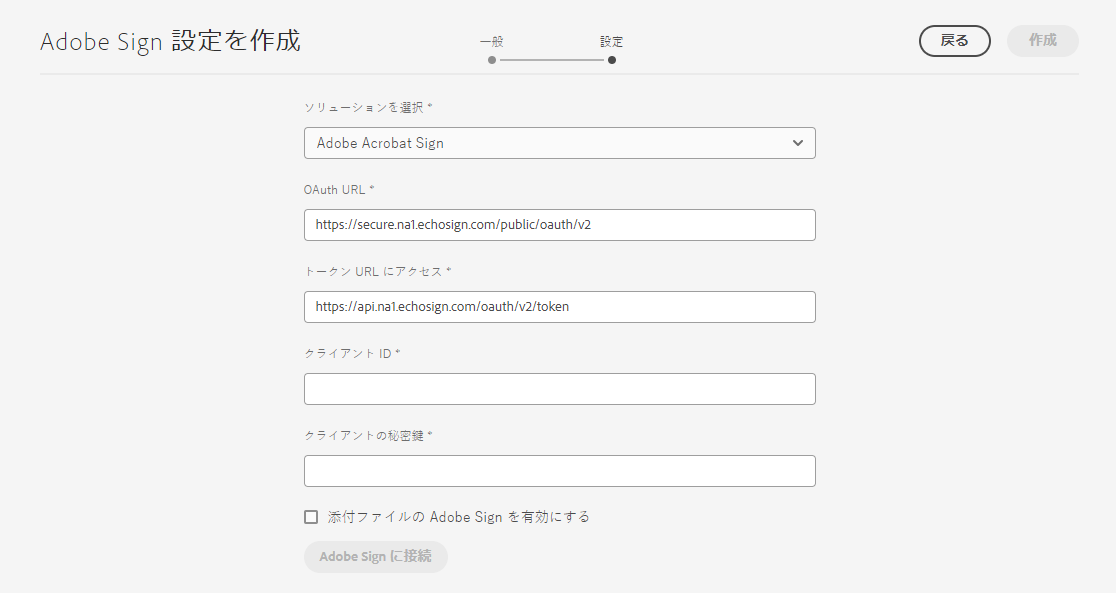 Adobe Sign 設定を作成
一般
設定
戻る
作成
ソリューションを選択 *
Adobe Acrobat Sign
OAuth URL *
https://secure.na1.echosign.com/public/oauth/v2
トークン URL にアクセス *
https://api.na1.echosign.com/oauth/v2/token
クライアント ID *
クライアントの秘密鍵 *
添付ファイルの Adobe Sign を有効にする
Adobe Sign に接続